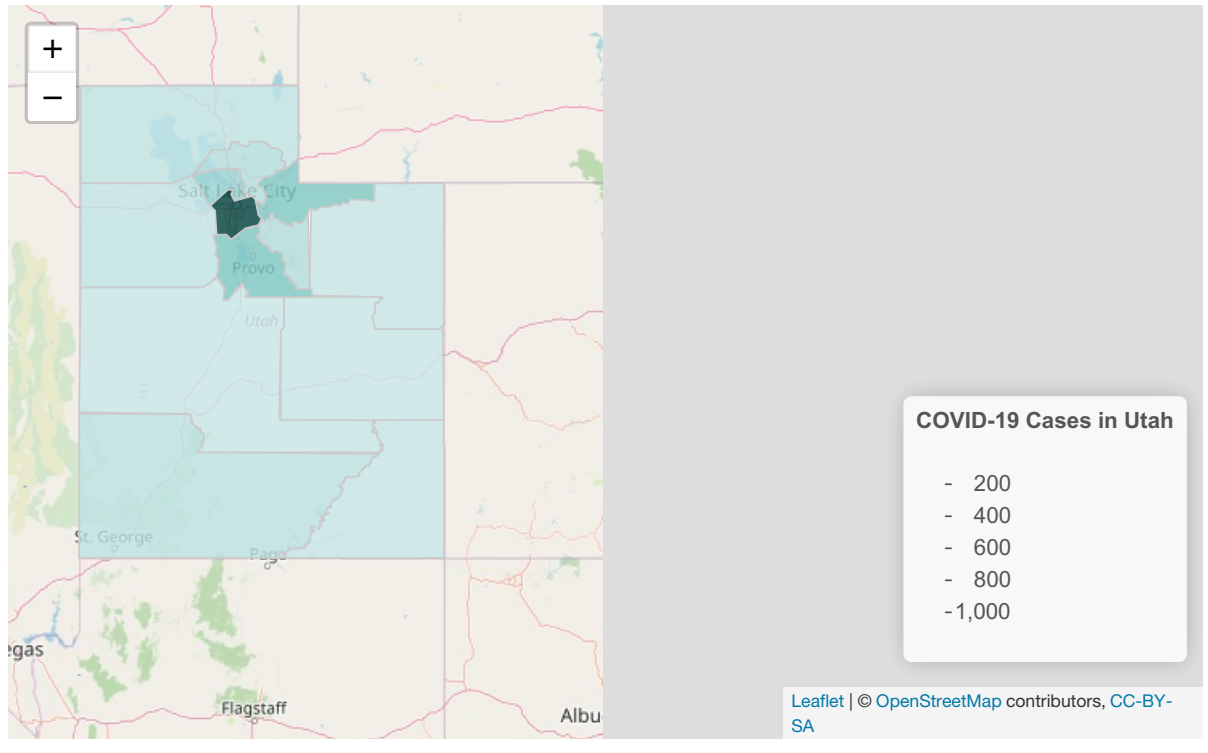 +
−
Salt Lake City
Provo
Utah
St. George
Page
egas
Flagstaff
Albu
COVID-19 Cases in Utah
- 200
- 400
- 600
- 800
-1,000
Leaflet | © OpenStreetMap contributors, CC-BY-
SA